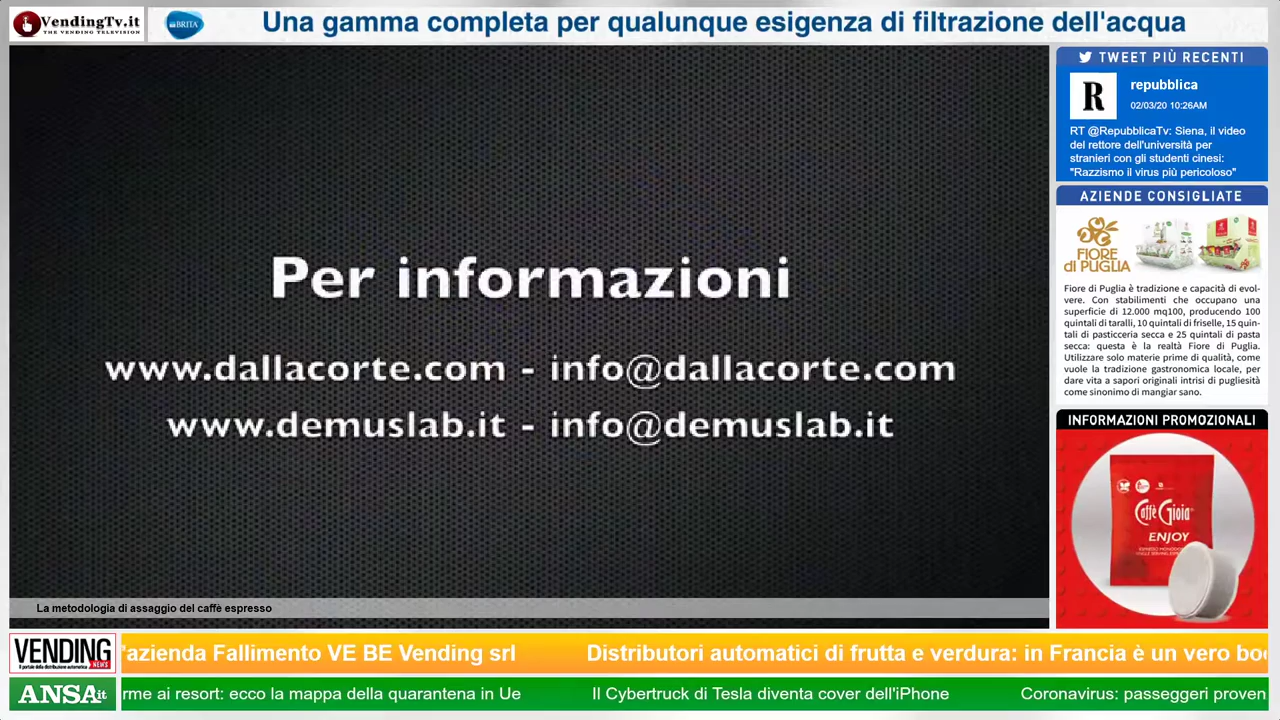 VendingTv.it
THE VENDING TELEVISION
BRITA
Una gamma completa per qualunque esigenza di filtrazione dell'acqua
Per informazioni
www.dallacorte.com - info@dallacorte.com
www.demuslab.it - info@demuslab.it
La metodologia di assaggio del caffè espresso
TWEET PIÙ RECENTI
R
repubblica
02/03/20 10:26AM
RT @RepubblicaTv: Siena, il video
del rettore dell'università per
stranieri con gli studenti cinesi:
"Razzismo il virus più pericoloso"
AZIENDE CONSIGLIATE
FIORE
di PUGLIA
Fiore di Puglia è tradizione e capacità di evol-
vere. Con stabilimenti che occupano una
superficie di 12.000 mq100, producendo 100
quintali di taralli, 10 quintali di friselle, 15 quin-
tali di pasticceria secca e 25 quintali di pasta
secca: questa è la realtà Fiore di Puglia.
Utilizzare solo materie prime di qualità, come
vuole la tradizione gastronomica locale, per
dare vita a sapori originali intrisi di pugliesità
come sinonimo di mangiar sano.
INFORMAZIONI PROMOZIONALI
Caffè Gioia
ENJOY
VENDING
Il portale della distribuzione automatica NEWS
'azienda Fallimento VE BE Vending srl
Distributori automatici di frutta e verdura: in Francia è un vero boo
ANSA.it
rme ai resort: ecco la mappa della quarantena in Ue
Il Cybertruck di Tesla diventa cover dell'iPhone
Coronavirus: passeggeri proven